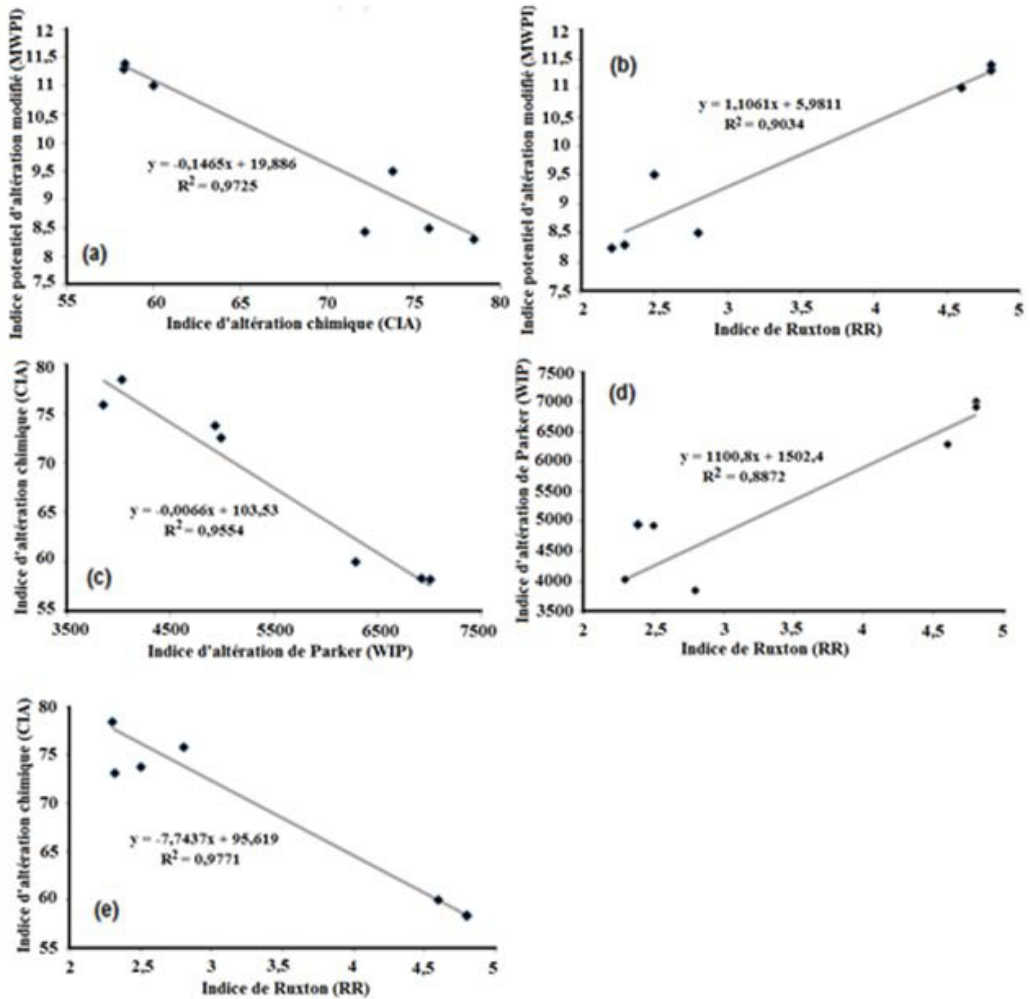 Indice potentiel d'altération modifié (MWPI)
12
11,5
11
10,5
10
9,5
9
8,5
8
7,5
y = -0,1465x + 19,886
R² = 0,9725
(a)
55 60 65 70 75 80
Indice d'altération chimique (CIA)
Indice potentiel d'altération modifié (MWPI)
12
11,5
11
10,5
10
9,5
9
8,5
8
7,5
(b)
y = 1,1061x + 5,9811
R² = 0,9034
2 2,5 3 3,5 4 4,5 5
Indice de Ruxton (RR)
Indice d'altération chimique (CIA)
80
75
70
65
60
55
y = -0,0066x + 103,53
R² = 0,9554
(c)
3500 4500 5500 6500 7500
Indice d'altération de Parker (WIP)
Indice d'altération de Parker (WIP)
7500
7000
6500
6000
5500
5000
4500
4000
3500
(d)
y = 1100,8x + 1502,4
R² = 0,8872
2 2,5 3 3,5 4 4,5 5
Indice de Ruxton (RR)
Indice d'altération chimique (CIA)
80
75
70
65
60
55
y = -7,7437x + 95,619
R² = 0,9771
(e)
2 2,5 3 3,5 4 4,5 5
Indice de Ruxton (RR)